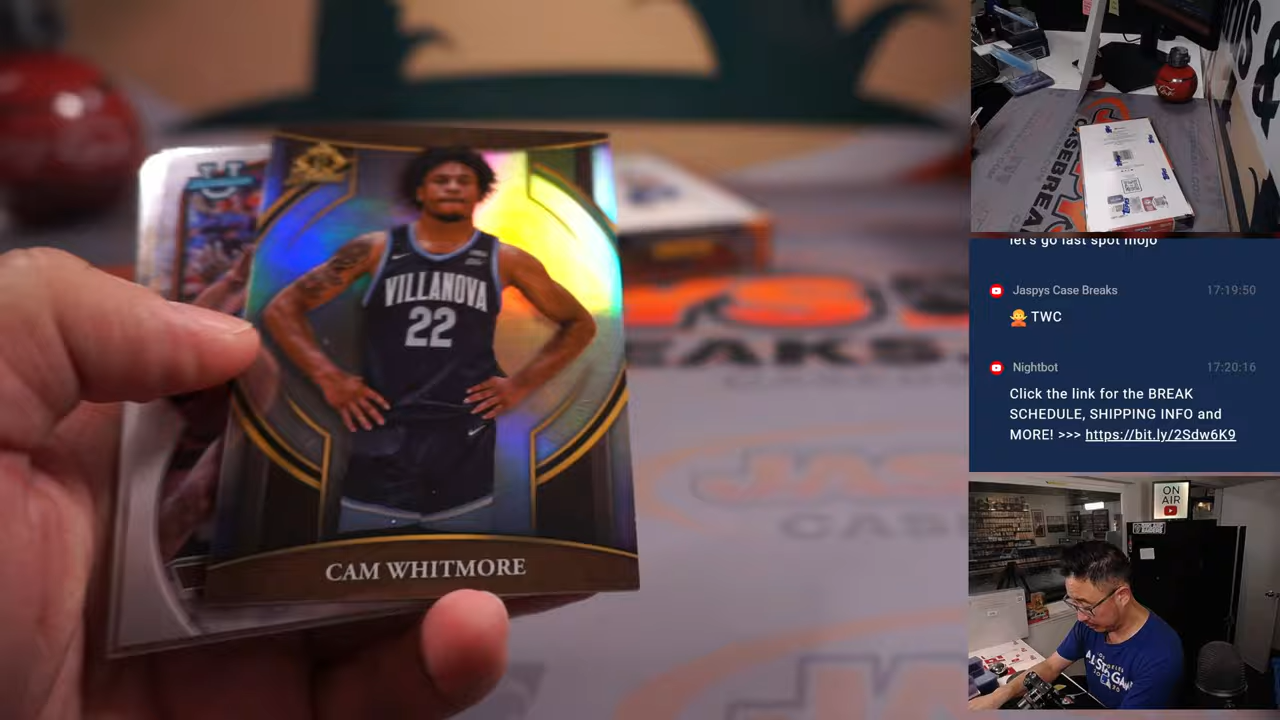 VILLANOVA
22
CAM WHITMORE
CASEBREAK
let's go last spot mojo
Jaspys Case Breaks 17:19:50
TWC
Nightbot 17:20:16
Click the link for the BREAK
SCHEDULE, SHIPPING INFO and
MORE! >>> https://bit.ly/2Sdw6K9
ON
AIR